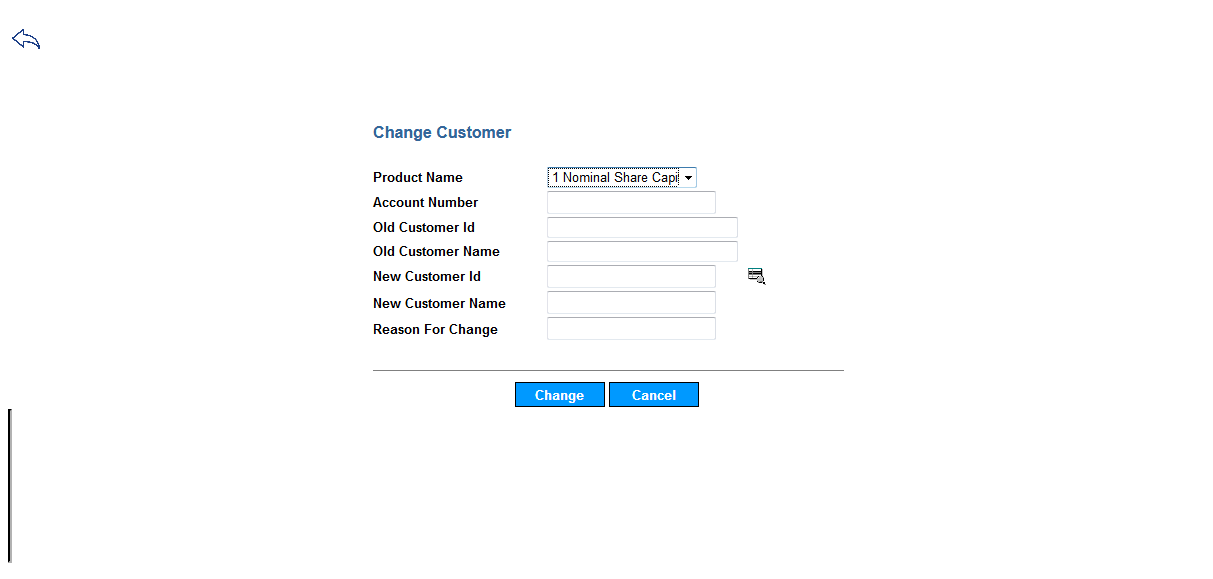 Change Customer
Product Name 1 Nominal Share Capi
Account Number
Old Customer Id
Old Customer Name
New Customer Id
New Customer Name
Reason For Change
Change Cancel